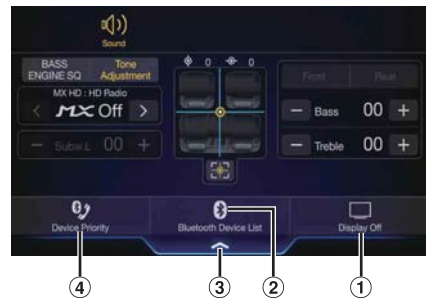 Sound
BASS ENGINE SQ
Tone Adjustment
0 0
Front Rear
MX HD : HD Radio
< MX Off >
− Bass 00 +
− Subw.L 00 +
− Treble 00 +
Device Priority
Bluetooth Device List
Display Off
④ ③ ② ①